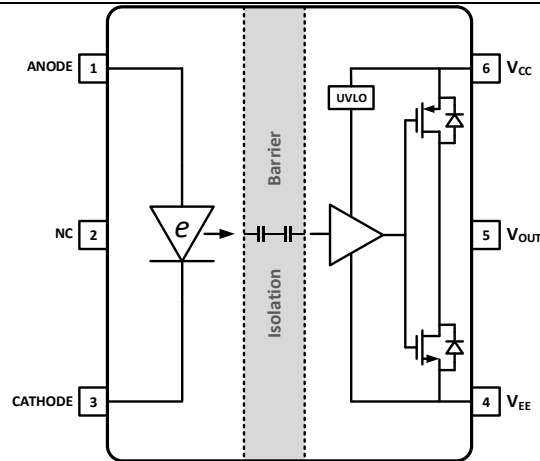 ANODE 1
6 VCC
UVLO
Barrier
NC 2
e
5 VOUT
Isolation
CATHODE 3
4 VEE